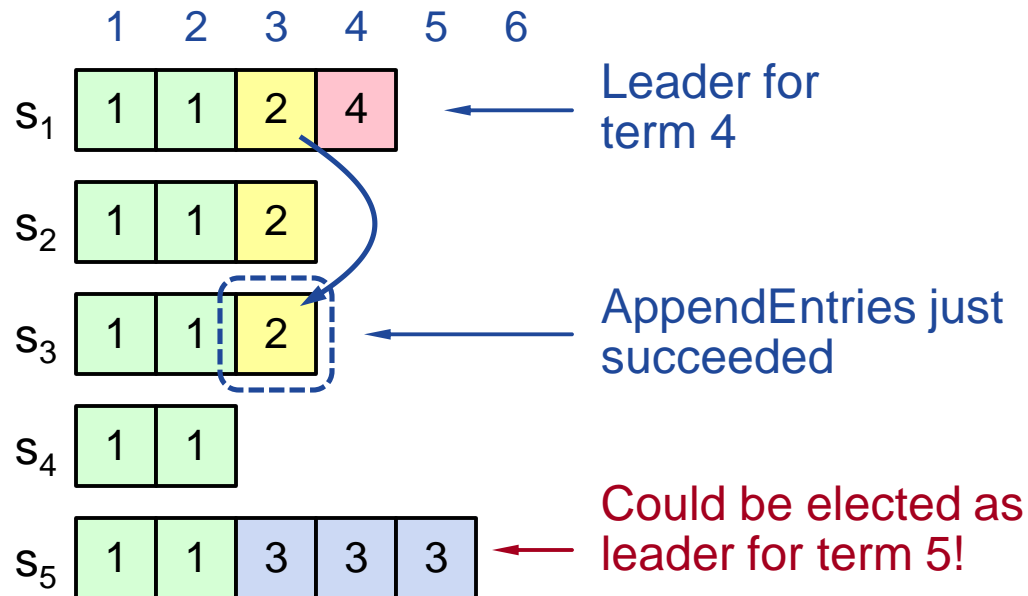 1 2 3 4 5 6
s1 1 1 2 4
Leader for
term 4
s2 1 1 2
s3 1 1 2
AppendEntries just
succeeded
s4 1 1
s5 1 1 3 3 3
Could be elected as
leader for term 5!